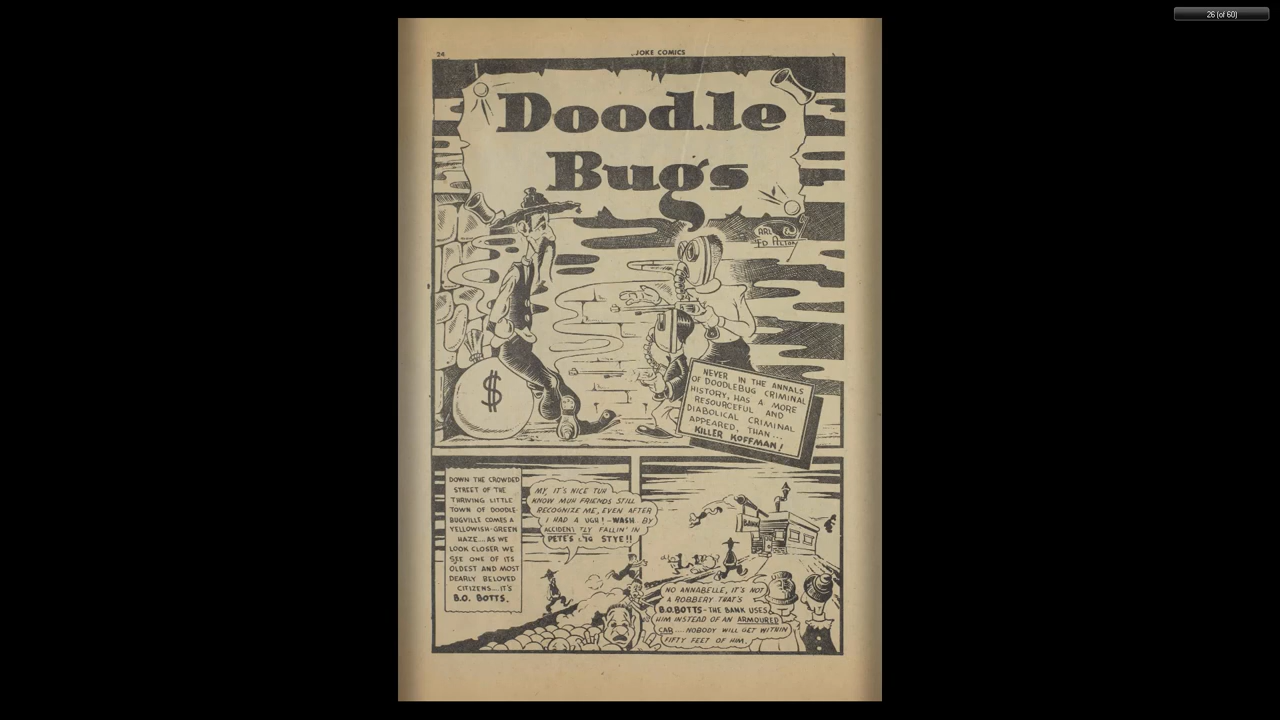 26 (of 60)
JOKE COMICS
Doodle
Bugs
ED ALTON
$
NEVER IN THE ANNALS
OF DOODLEBUG CRIMINAL
HISTORY, HAS A MORE
RESOURCEFUL AND
DIABOLICAL CRIMINAL
APPEARED, THAN...
KILLER KOFFMAN!
DOWN THE CROWDED
STREET OF THE
THRIVING LITTLE
TOWN OF DOODLE-
BUGVILLE COMES A
YELLOWISH-GREEN
HAZE....AS WE
LOOK CLOSER WE
SEE ONE OF ITS
OLDEST AND MOST
DEARLY BELOVED
CITIZENS....IT'S
B.O. BOTTS.
MY, IT'S NICE TUH
KNOW MUH FRIENDS STILL
RECOGNIZE ME, EVEN AFTER
I HAD A UGH!-WASH BY
FALLIN' IN
PETE'S STYE!!
BANK
NO ANNABELLE, IT'S NOT
A ROBBERY THAT'S
B.O.BOTTS-THE BANK USES
HIM INSTEAD OF AN ARMOURED
CAR....NOBODY WILL GET WITHIN
FIFTY FEET OF HIM.